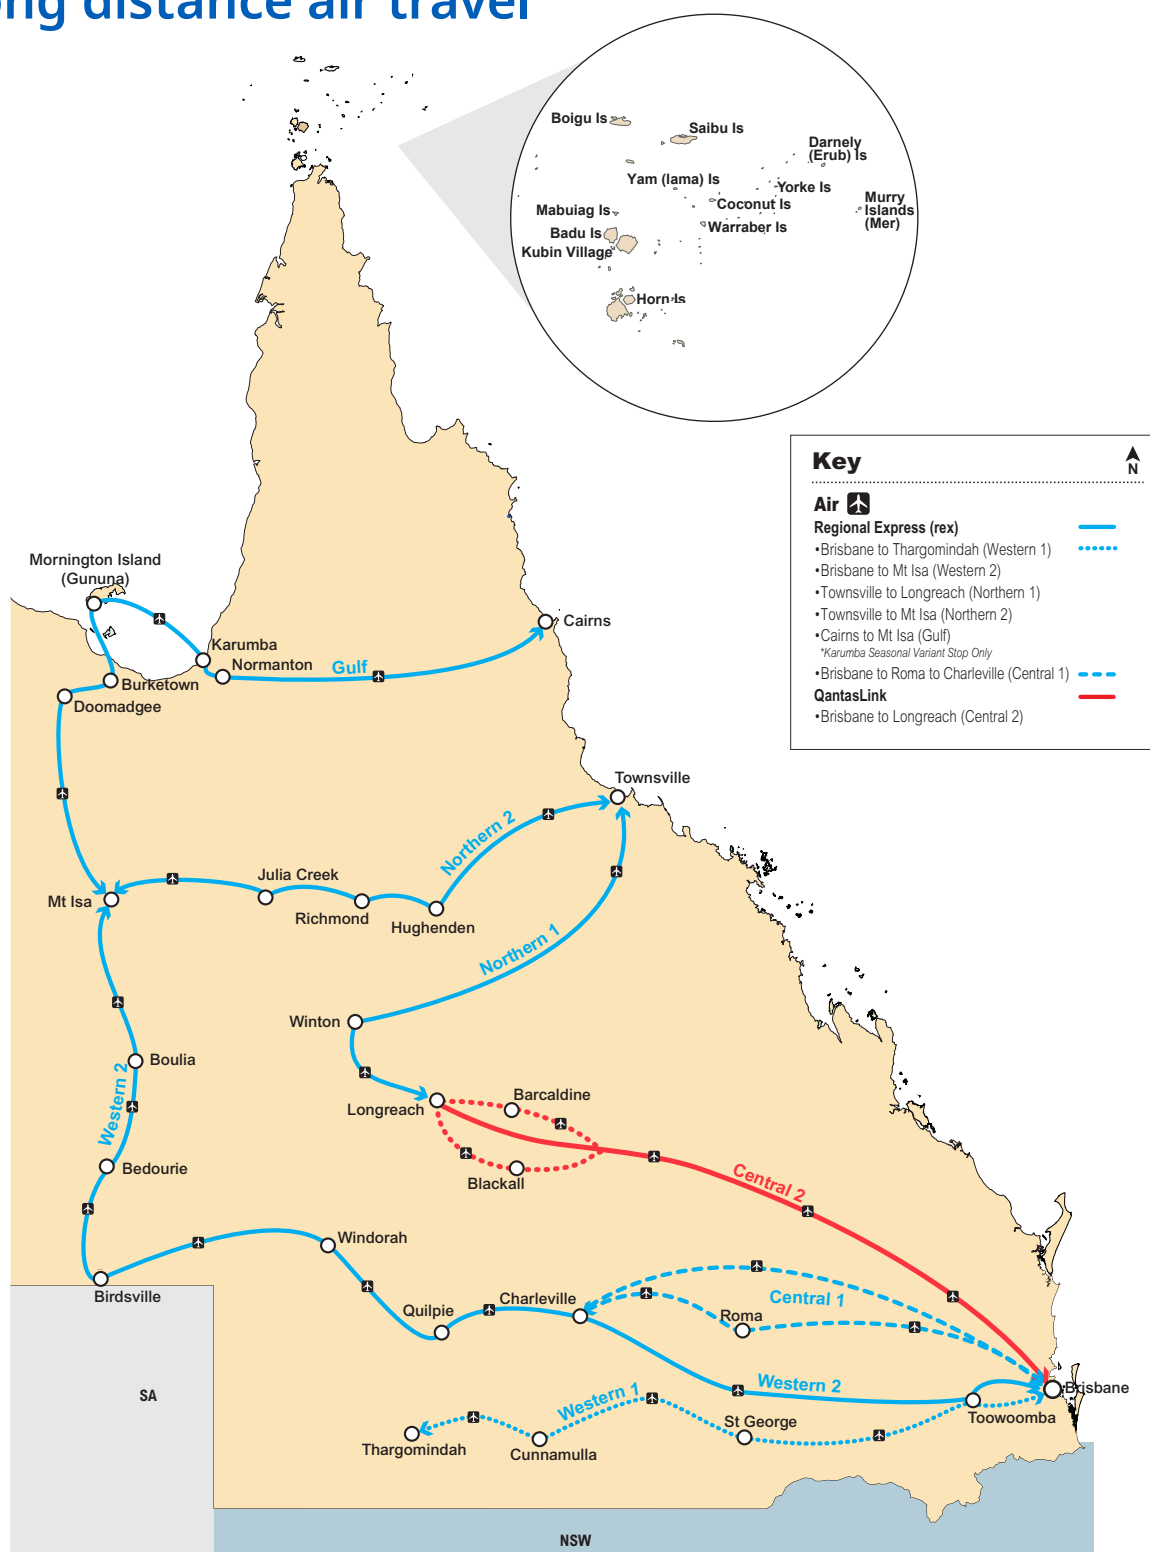 ong distance air travel
Boigu Is
Saibu Is
Darnely
(Erub) Is
Yam (Iama) Is
Yorke Is
Coconut Is
Murry
Islands
(Mer)
Mabuiag Is
Warraber Is
Badu Is
Kubin Village
Horn Is
Key
N
Air
Regional Express (rex)
•Brisbane to Thargomindah (Western 1)
•Brisbane to Mt Isa (Western 2)
•Townsville to Longreach (Northern 1)
•Townsville to Mt Isa (Northern 2)
•Cairns to Mt Isa (Gulf)
*Karumba Seasonal Variant Stop Only
•Brisbane to Roma to Charleville (Central 1)
QantasLink
•Brisbane to Longreach (Central 2)
Mornington Island
(Gununa)
Cairns
Karumba
Normanton
Gulf
Burketown
Doomadgee
Townsville
Northern 2
Julia Creek
Mt Isa
Richmond
Hughenden
Northern 1
Winton
Boulia
Western 2
Barcaldine
Longreach
Bedourie
Blackall
Central 2
Windorah
Birdsville
Charleville
Central 1
Quilpie
Roma
Western 2
Brisbane
SA
Western 1
Toowoomba
St George
Thargomindah
Cunnamulla
NSW